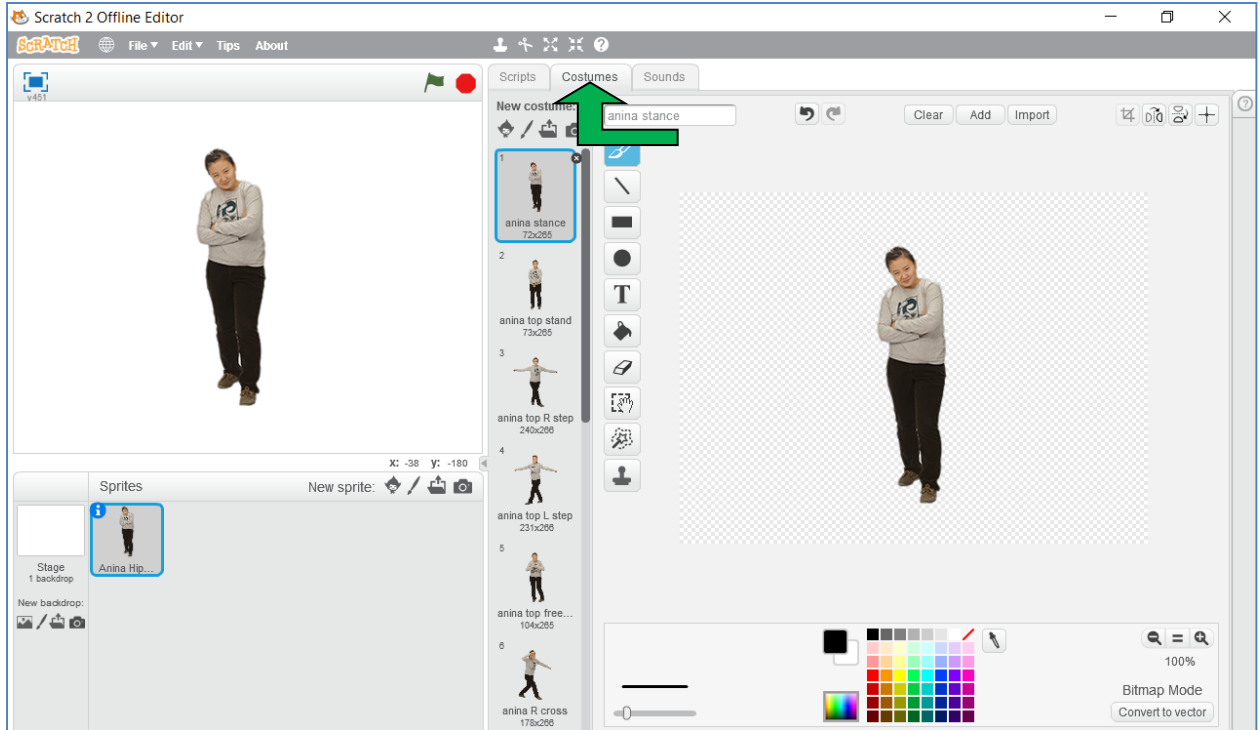 Scratch 2 Offline Editor
SCRATCH File Edit Tips About
v451
Scripts Costumes Sounds
New costume:
anina stance
Clear Add Import
1
anina stance
72x265
2
anina top stand
73x265
3
anina top R step
240x266
4
anina top L step
231x266
5
anina top free...
104x265
6
anina R cross
178x266
T
X: -38 Y: -180
Sprites New sprite:
Stage
1 backdrop
New backdrop:
Anina Hip...
100%
Bitmap Mode
Convert to vector